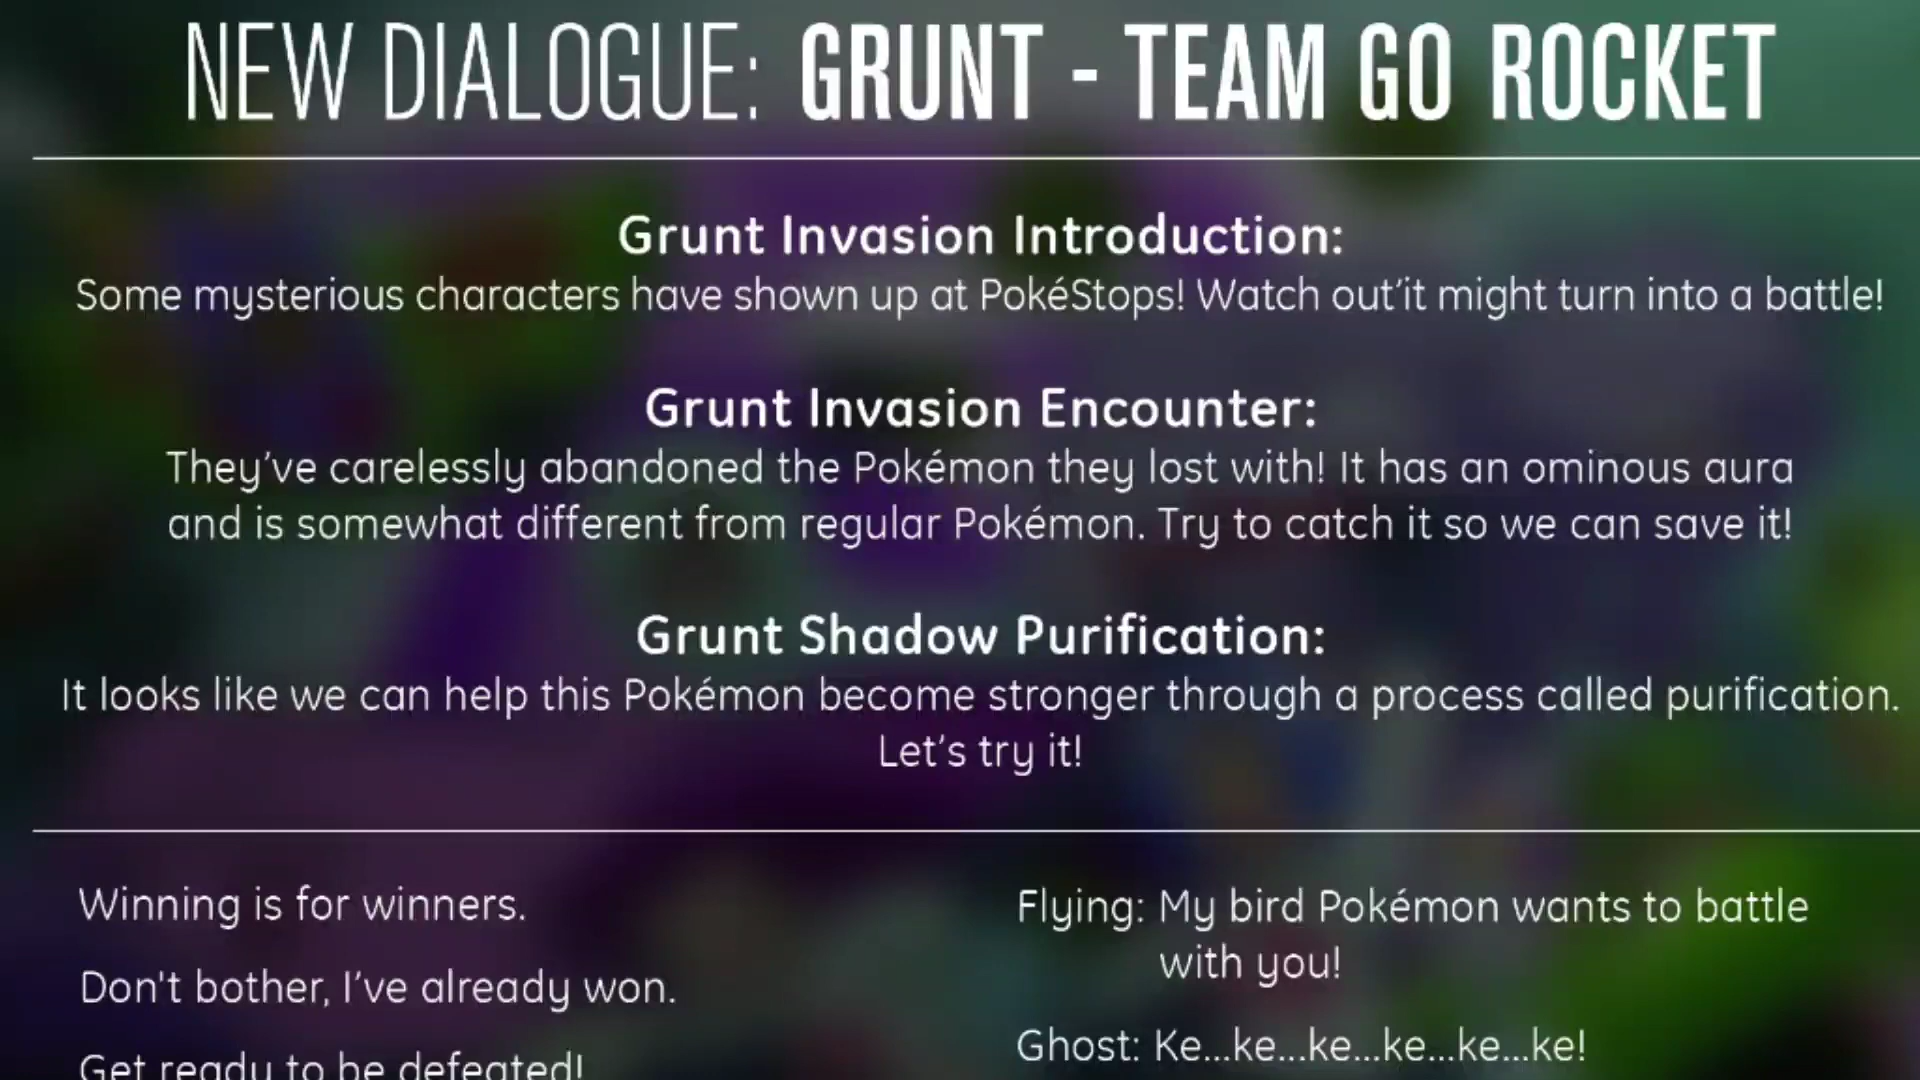 NEW DIALOGUE: GRUNT - TEAM GO ROCKET
Grunt Invasion Introduction:
Some mysterious characters have shown up at PokéStops! Watch out'it might turn into a battle!
Grunt Invasion Encounter:
They've carelessly abandoned the Pokémon they lost with! It has an ominous aura
and is somewhat different from regular Pokémon. Try to catch it so we can save it!
Grunt Shadow Purification:
It looks like we can help this Pokémon become stronger through a process called purification.
Let's try it!
Winning is for winners.
Don't bother, I've already won.
Get ready to be defeated!
Flying: My bird Pokémon wants to battle
with you!
Ghost: Ke...ke...ke...ke...ke...ke!